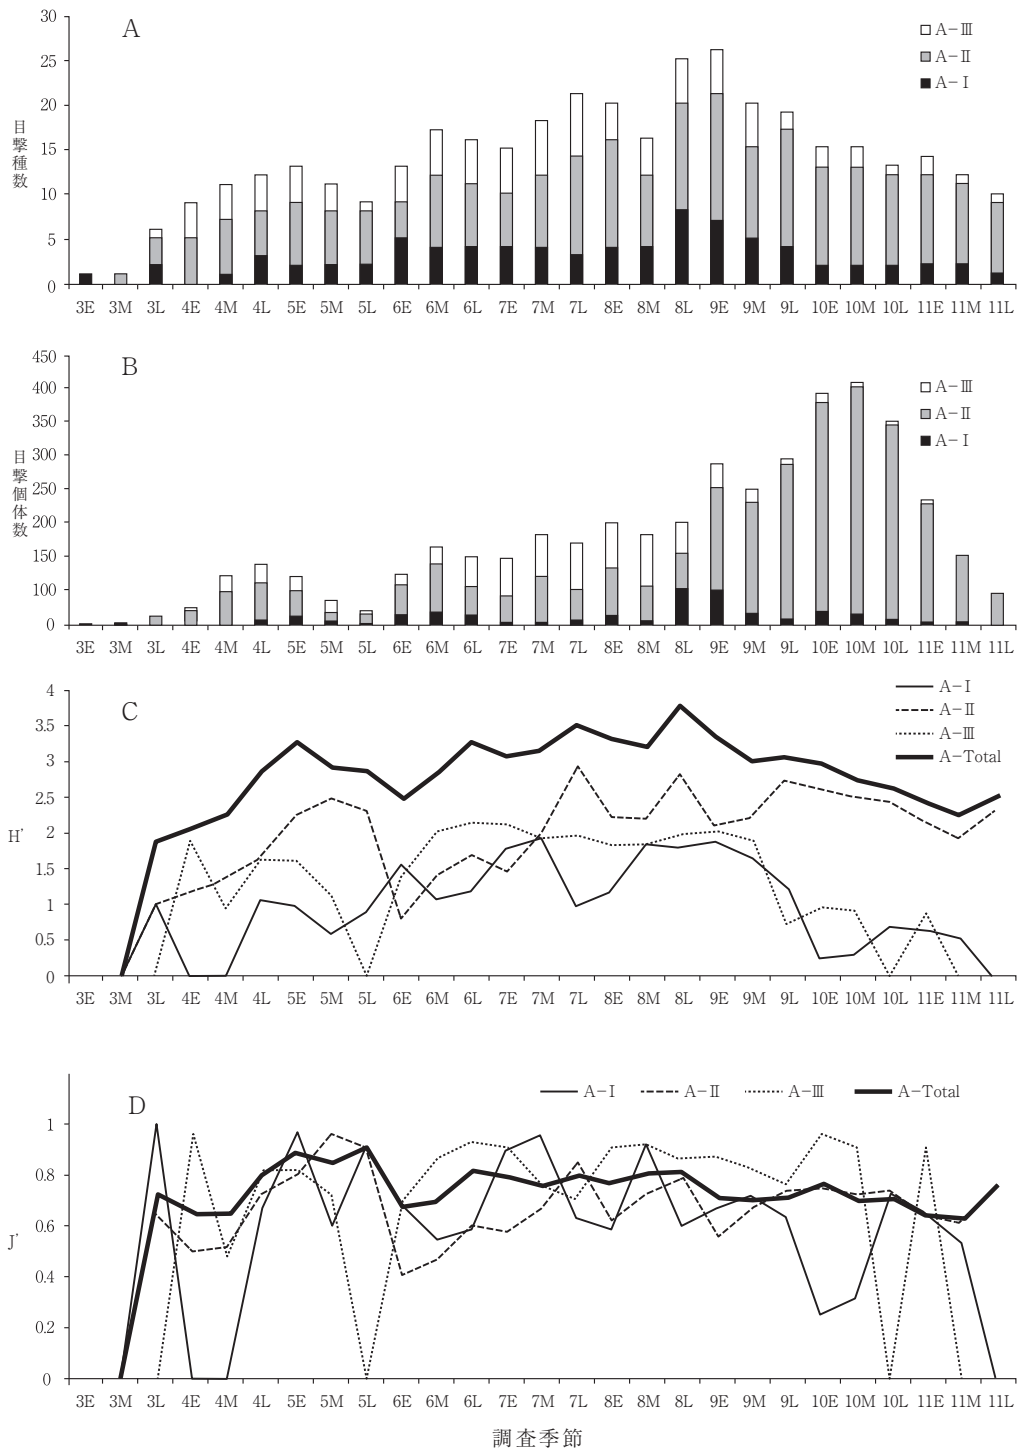 A
30
25
20
15
10
5
0
目撃種数
A-Ⅲ
A-Ⅱ
A-Ⅰ
3E 3M 3L 4E 4M 4L 5E 5M 5L 6E 6M 6L 7E 7M 7L 8E 8M 8L 9E 9M 9L 10E 10M 10L 11E 11M 11L
B
450
400
350
300
250
200
150
100
0
目撃個体数
A-Ⅲ
A-Ⅱ
A-Ⅰ
3E 3M 3L 4E 4M 4L 5E 5M 5L 6E 6M 6L 7E 7M 7L 8E 8M 8L 9E 9M 9L 10E 10M 10L 11E 11M 11L
C
4
3.5
3
2.5
2
1.5
1
0.5
0
H'
A-Ⅰ
A-Ⅱ
A-Ⅲ
A-Total
3E 3M 3L 4E 4M 4L 5E 5M 5L 6E 6M 6L 7E 7M 7L 8E 8M 8L 9E 9M 9L 10E 10M 10L 11E 11M 11L
D
A-Ⅰ A-Ⅱ A-Ⅲ A-Total
1
0.8
0.6
0.4
0.2
0
J'
3E 3M 3L 4E 4M 4L 5E 5M 5L 6E 6M 6L 7E 7M 7L 8E 8M 8L 9E 9M 9L 10E 10M 10L 11E 11M 11L
調査季節